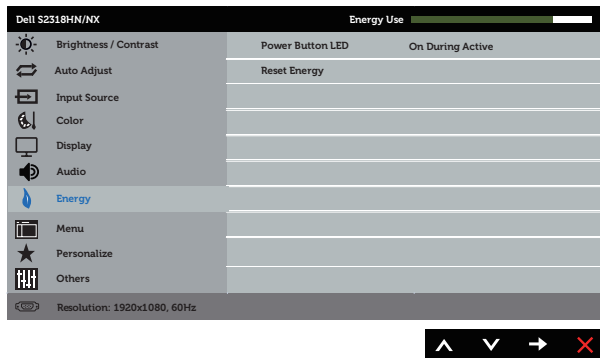 Dell S2318HN/NX Energy Use
Brightness / Contrast Power Button LED On During Active
Auto Adjust Reset Energy
Input Source
Color
Display
Audio
Energy
Menu
Personalize
Others
Resolution: 1920x1080, 60Hz